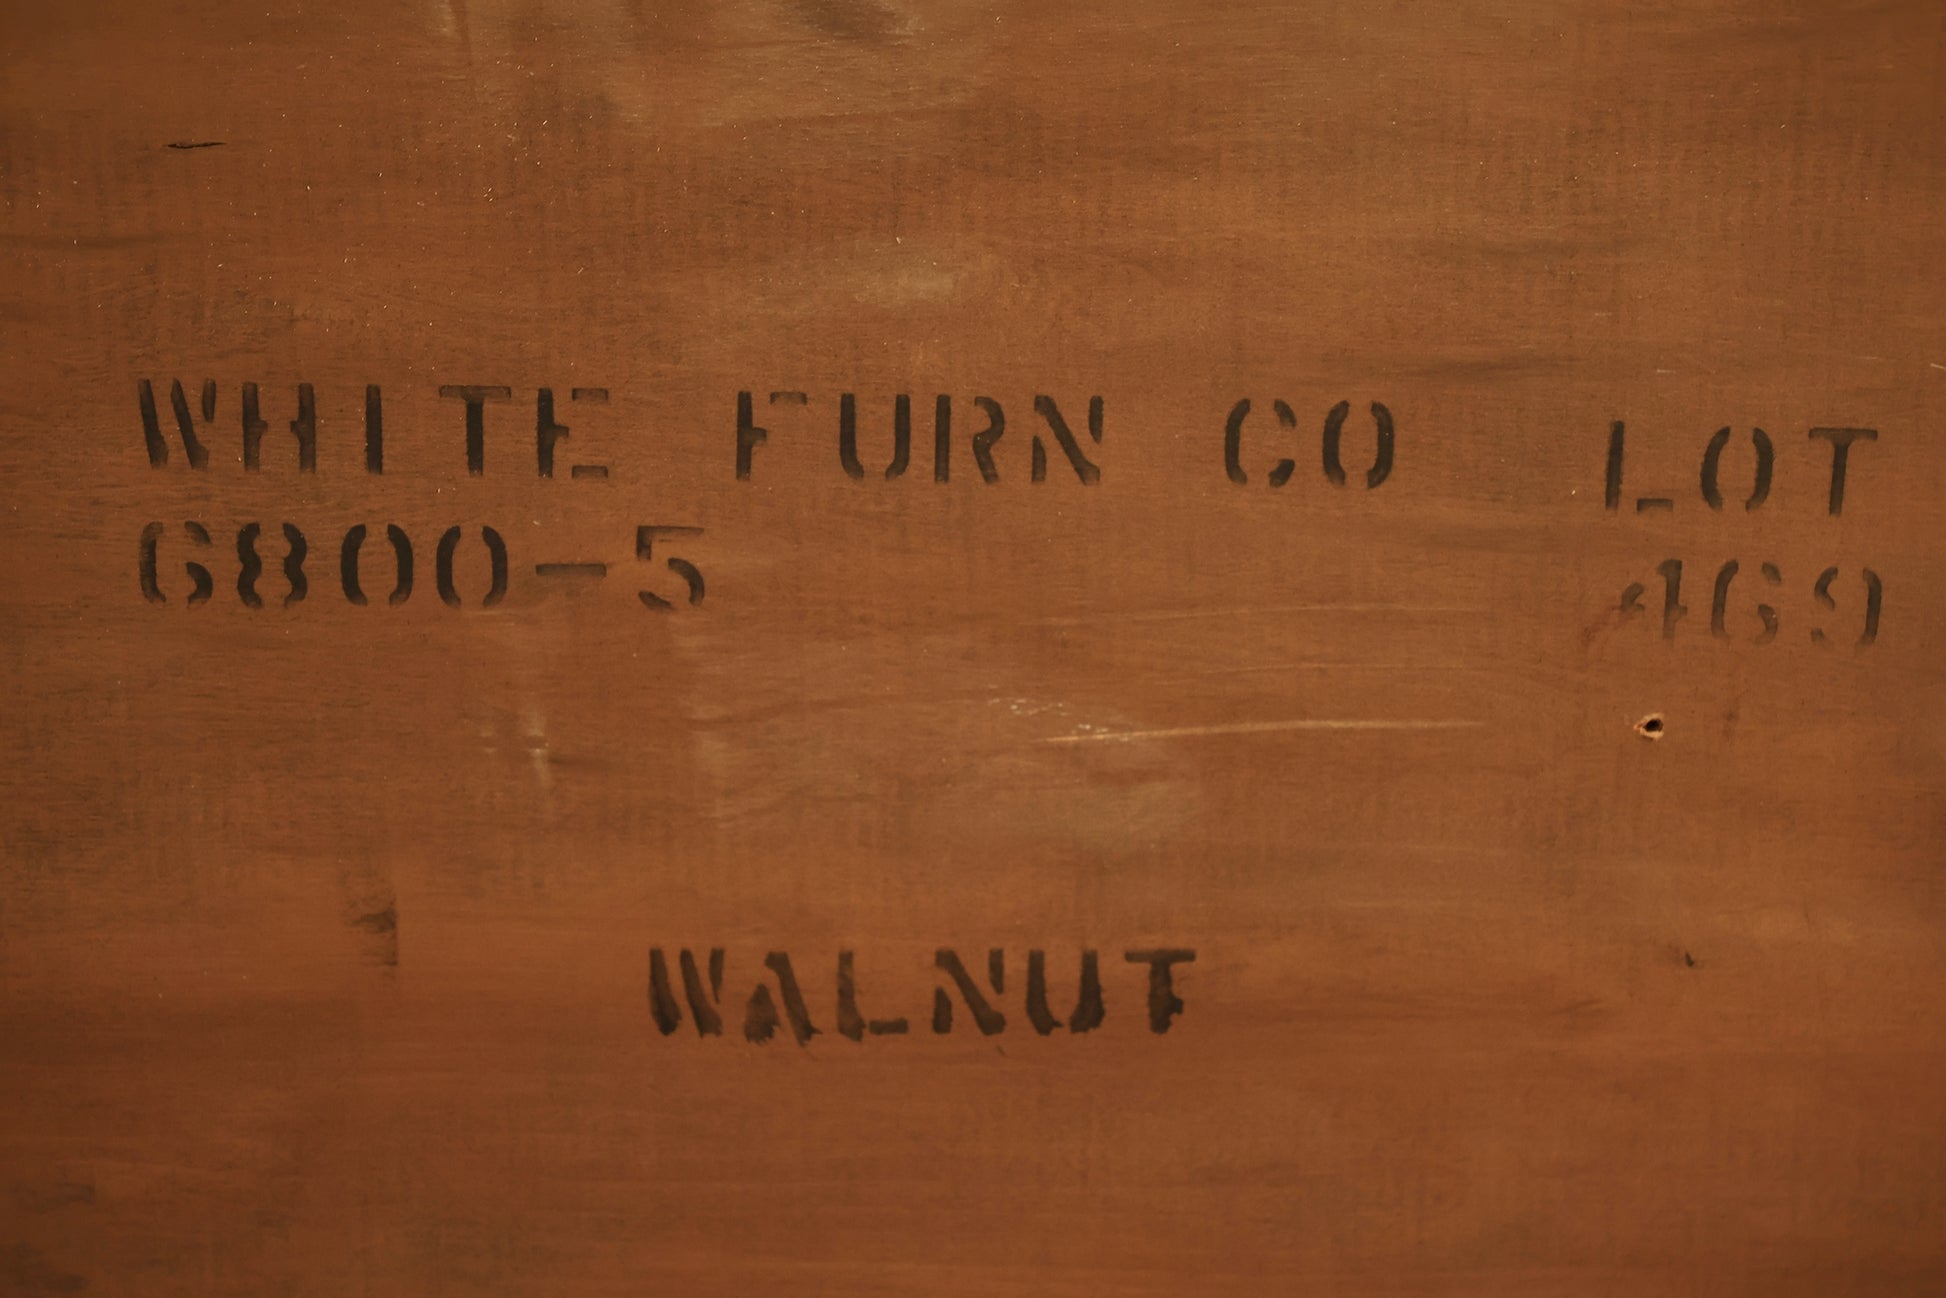 WHITE FURN CO LOT
6800-5 469
WALNUT